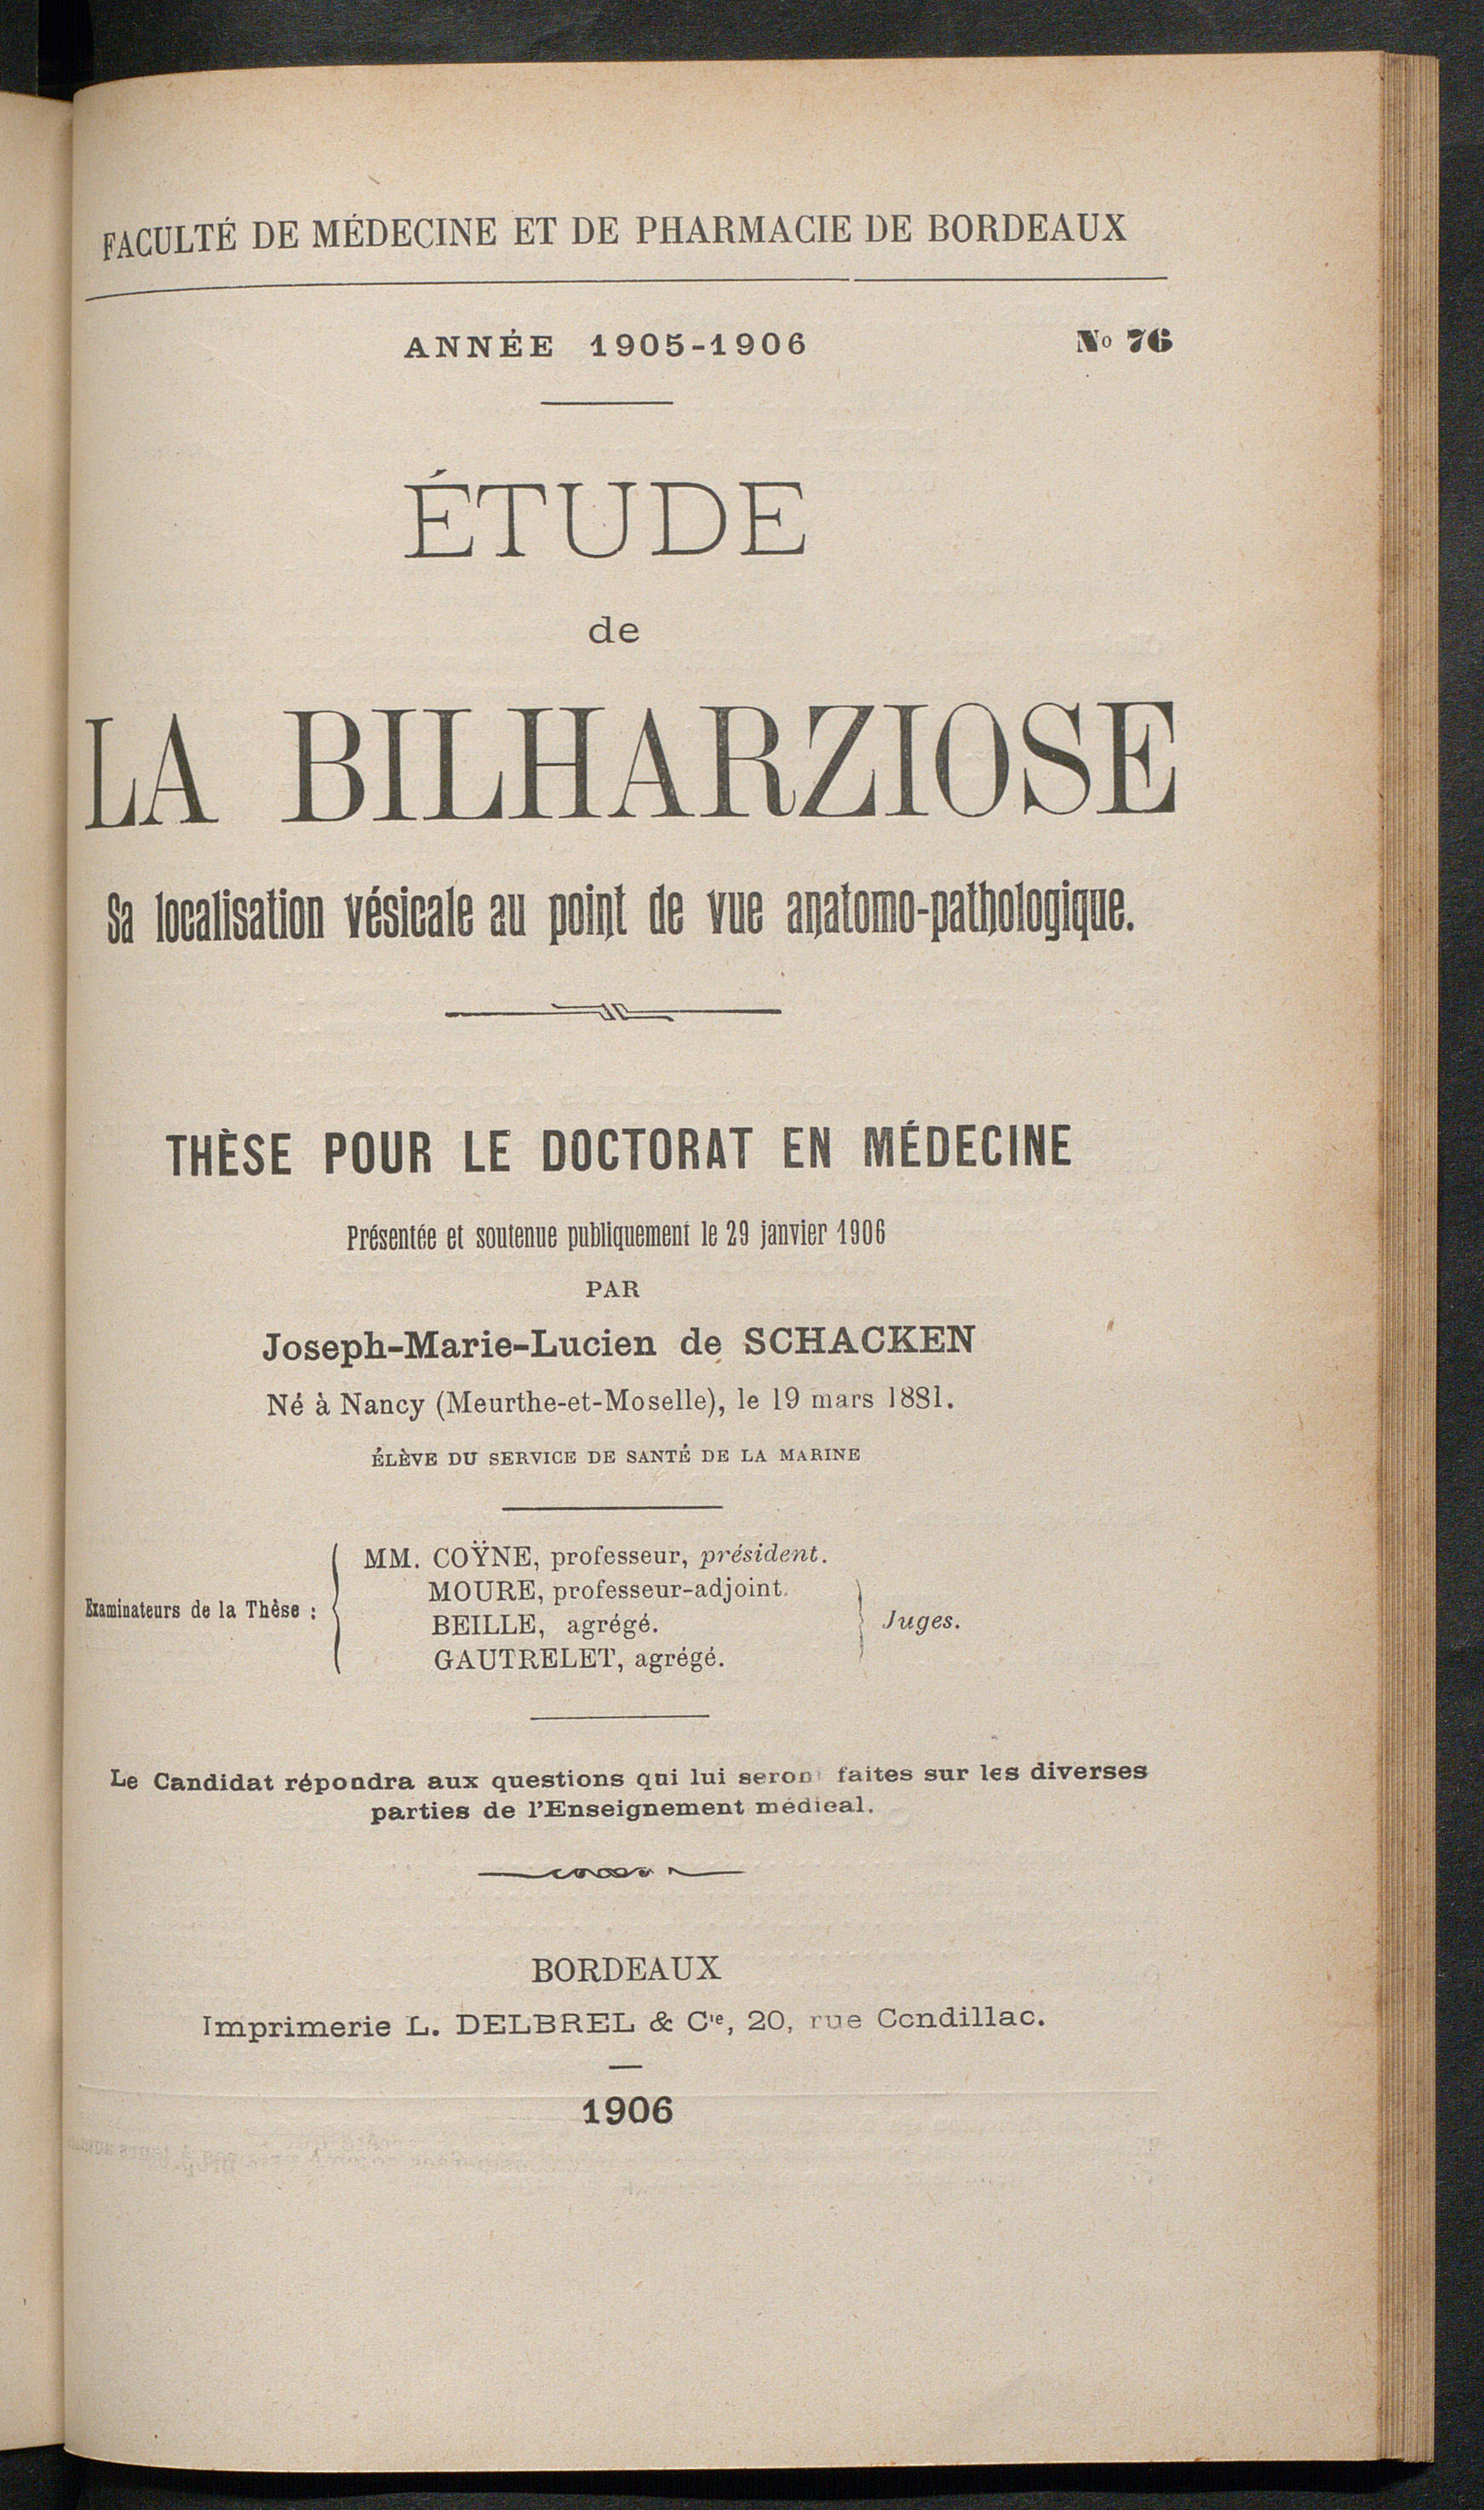 FACULTÉ DE MÉDECINE ET DE PHARMACIE DE BORDEAUX
ANNÉE 1905-1906 No 76
ÉTUDE
de
LA BILHARZIOSE
Sa localisation vésicale au point de vue anatomo-pathologique.
THÈSE POUR LE DOCTORAT EN MÉDECINE
Présentée et soutenue publiquement le 29 janvier 1906
PAR
Joseph-Marie-Lucien de SCHACKEN
Né à Nancy (Meurthe-et-Moselle), le 19 mars 1881.
ÉLÈVE DU SERVICE DE SANTÉ DE LA MARINE
MM. COŸNE, professeur, président.
MOURE, professeur-adjoint.
Examinateurs de la Thèse :
BEILLE, agrégé.
Juges.
GAUTRELET, agrégé.
Le Candidat répondra aux questions qui lui seront faites sur les diverses
parties de l'Enseignement médical.
BORDEAUX
Imprimerie L. DELBREL & Cie, 20, rue Condillac.
1906